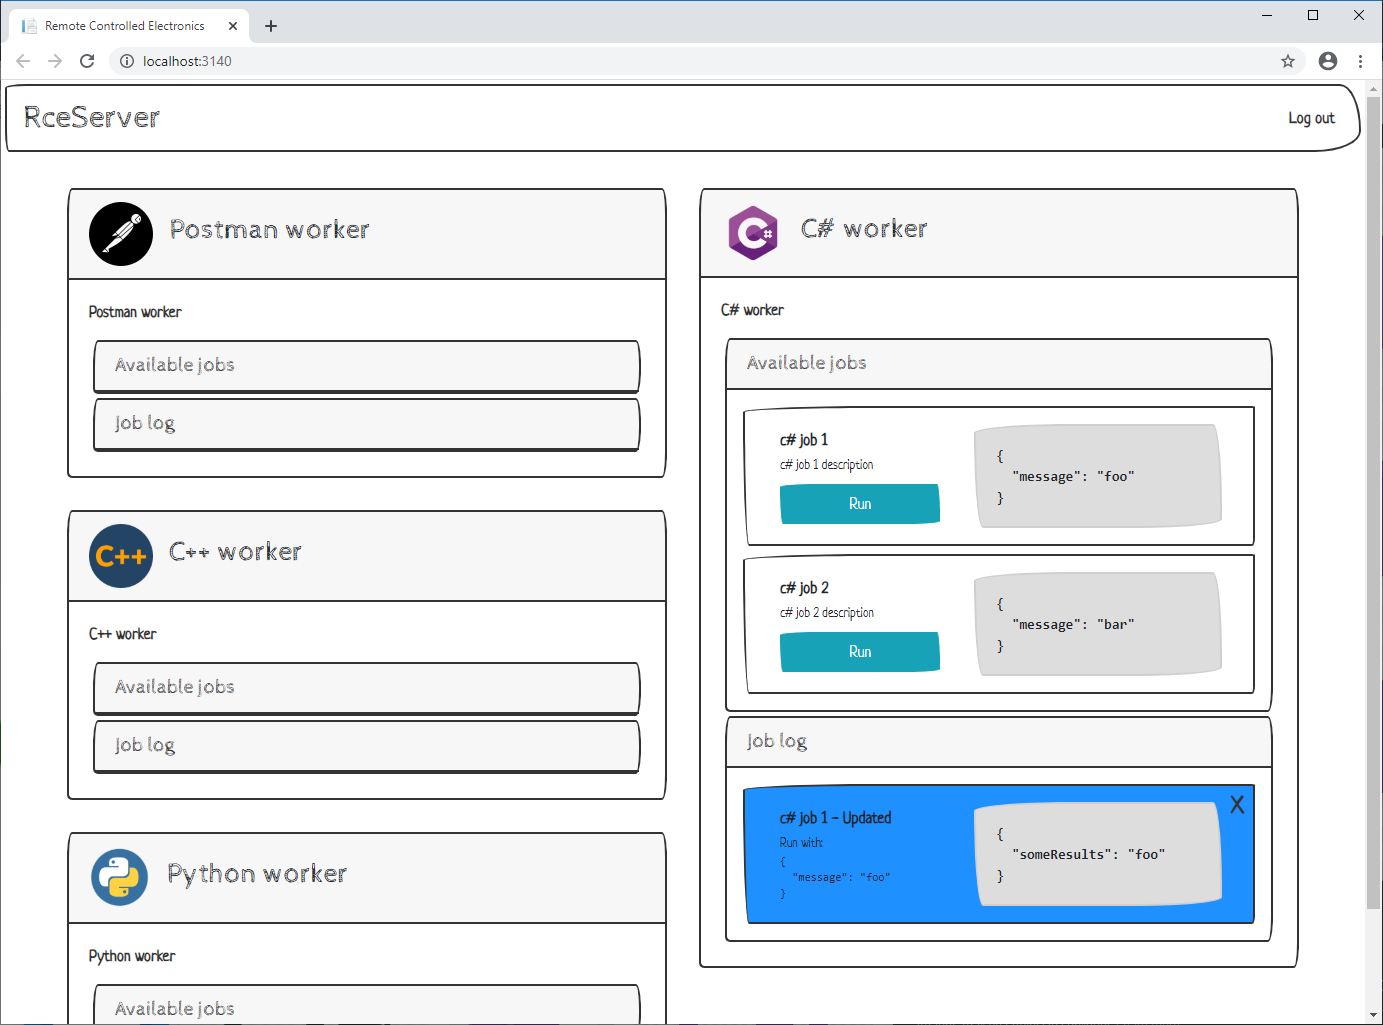 Remote Controlled Electronics
localhost:3140
RceServer
Log out
Postman worker
Postman worker
Available jobs
Job log
C++
C++ worker
C++ worker
Available jobs
Job log
Python worker
Python worker
Available jobs
C#
C# worker
C# worker
Available jobs
c# job 1
c# job 1 description
Run
{
"message": "foo"
}
c# job 2
c# job 2 description
Run
{
"message": "bar"
}
Job log
X
c# job 1 - Updated
Run with:
{
"message": "foo"
}
{
"someResults": "foo"
}